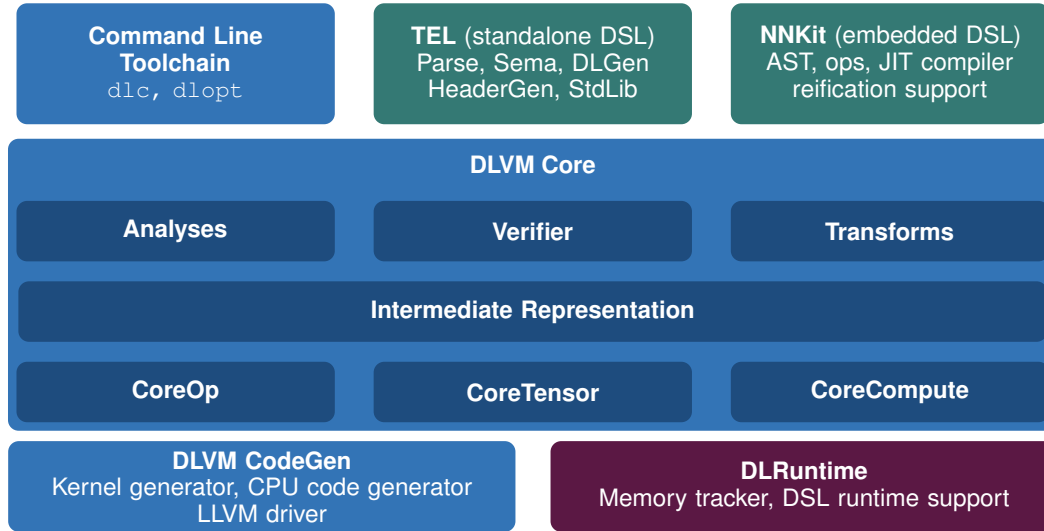 Command Line
Toolchain
dlc, dlopt
TEL (standalone DSL)
Parse, Sema, DLGen
HeaderGen, StdLib
NNKit (embedded DSL)
AST, ops, JIT compiler
reification support
DLVM Core
Analyses
Verifier
Transforms
Intermediate Representation
CoreOp
CoreTensor
CoreCompute
DLVM CodeGen
Kernel generator, CPU code generator
LLVM driver
DLRuntime
Memory tracker, DSL runtime support